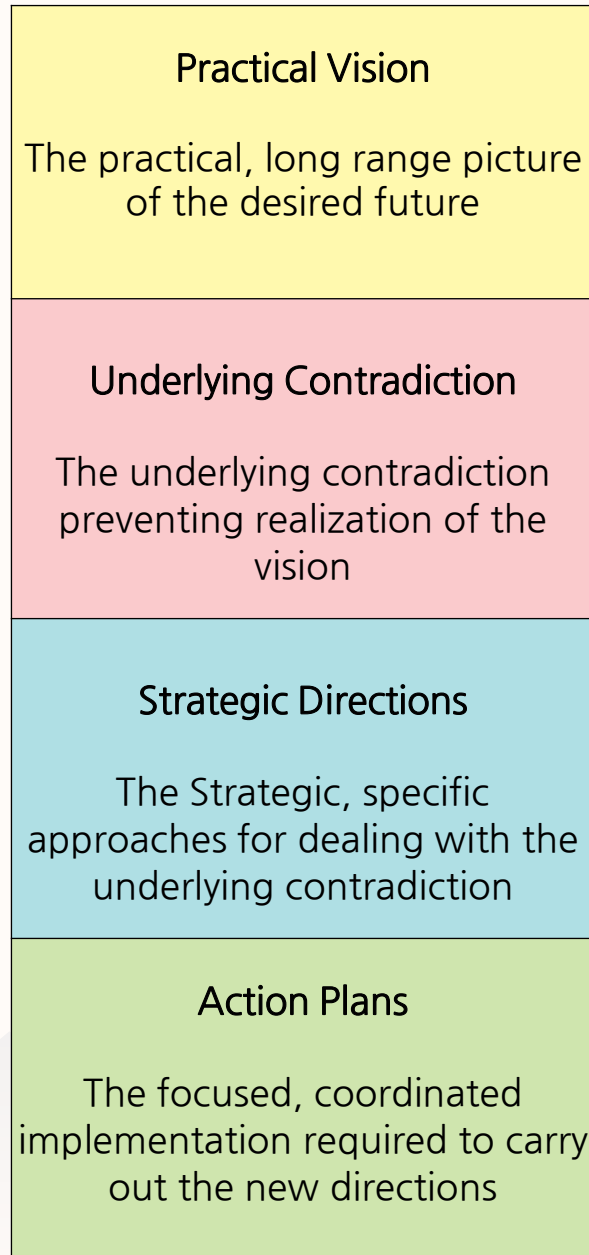 Practical Vision
The practical, long range picture
of the desired future
Underlying Contradiction
The underlying contradiction
preventing realization of the
vision
Strategic Directions
The Strategic, specific
approaches for dealing with the
underlying contradiction
Action Plans
The focused, coordinated
implementation required to carry
out the new directions